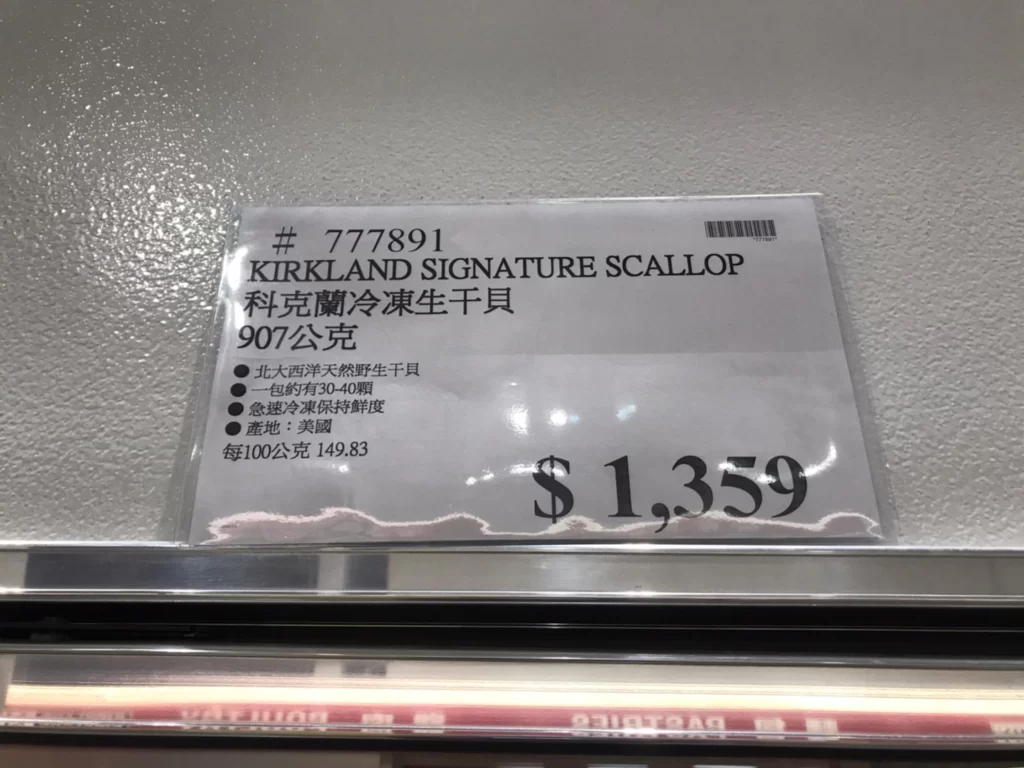 # 777891
*777891*
KIRKLAND SIGNATURE SCALLOP
科克蘭冷凍生干貝
907公克
●北大西洋天然野生干貝
●一包約有30-40顆
●急速冷凍保持鮮度
●產地：美國
每100公克 149.83
$ 1,359
PASTRIES